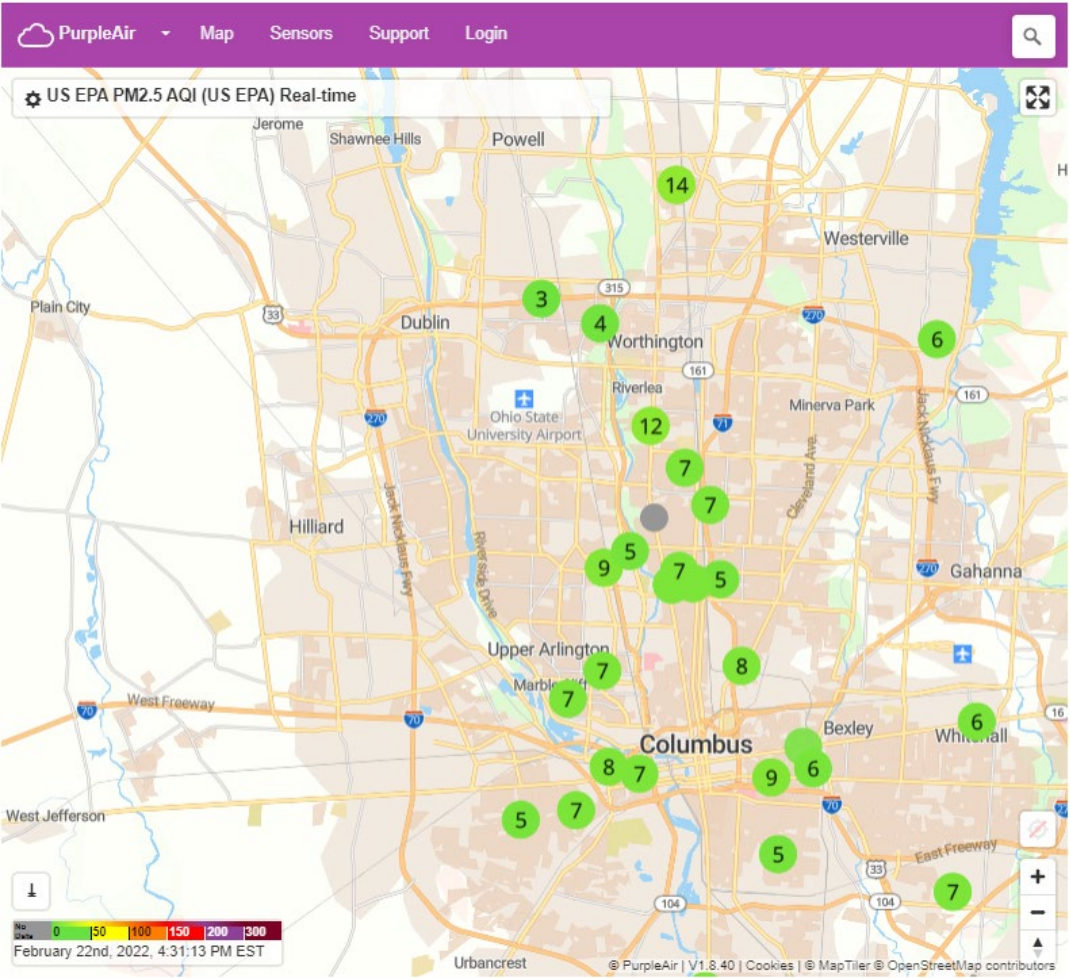 PurpleAir Map Sensors Support Login
US EPA PM2.5 AQI (US EPA) Real-time
Jerome
Shawnee Hills
Powell
H
14
Westerville
315
3
Plain City
33
270
Dublin
4
6
Worthington
161
Riverlea
161
Minerva Park
Ohio State
University Airport
270
12
71
Jack Nicklaus Fwy
Cleveland Ave.
7
Jack Nicklaus Fwy
7
Hilliard
Riverside Drive
5
9
7
5
270
Gahanna
Upper Arlington
7
8
Marbl
7
West Freeway
70
70
6
16
Bexley
Columbus
8
7
9
6
70
27
West Jefferson
5
7
5
East Freeway
33
7
104
104
No Data 0 50 100 150 200 300
February 22nd, 2022, 4:31:13 PM EST
Urbancrest
© PurpleAir | V1.8.40 | Cookies | © MapTiler © OpenStreetMap contributors